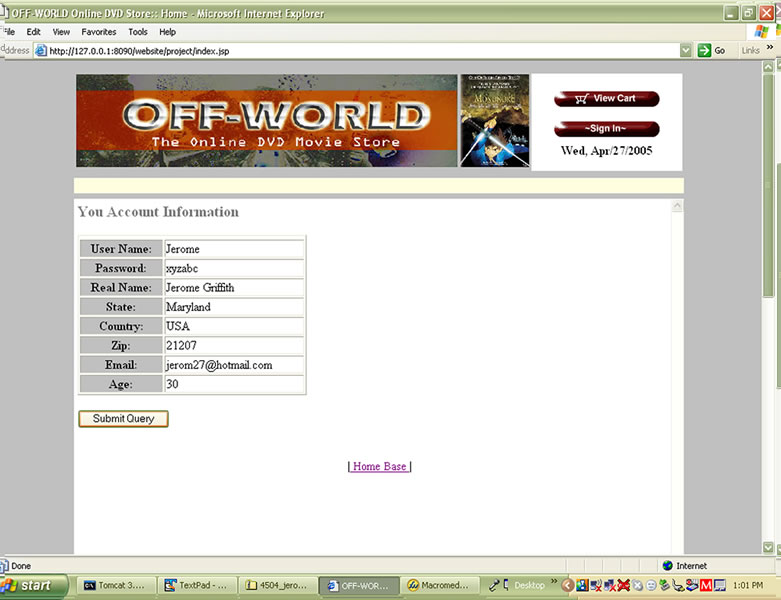 OFF-WORLD Online DVD Store:: Home - Microsoft Internet Explorer
File Edit View Favorites Tools Help
ddress http://127.0.0.1:8090/website/project/index.jsp Go Links »
OFF-WORLD
The Online DVD Movie Store
MONONOKE
View Cart
~Sign In~
Wed, Apr/27/2005
You Account Information
User Name: Jerome
Password: xyzabc
Real Name: Jerome Griffith
State: Maryland
Country: USA
Zip: 21207
Email: jerom27@hotmail.com
Age: 30
Submit Query
| Home Base |
Done Internet
start Tomcat 3.... TextPad - ... 4504_jero... OFF-WOR... Macromed... Desktop » 1:01 PM